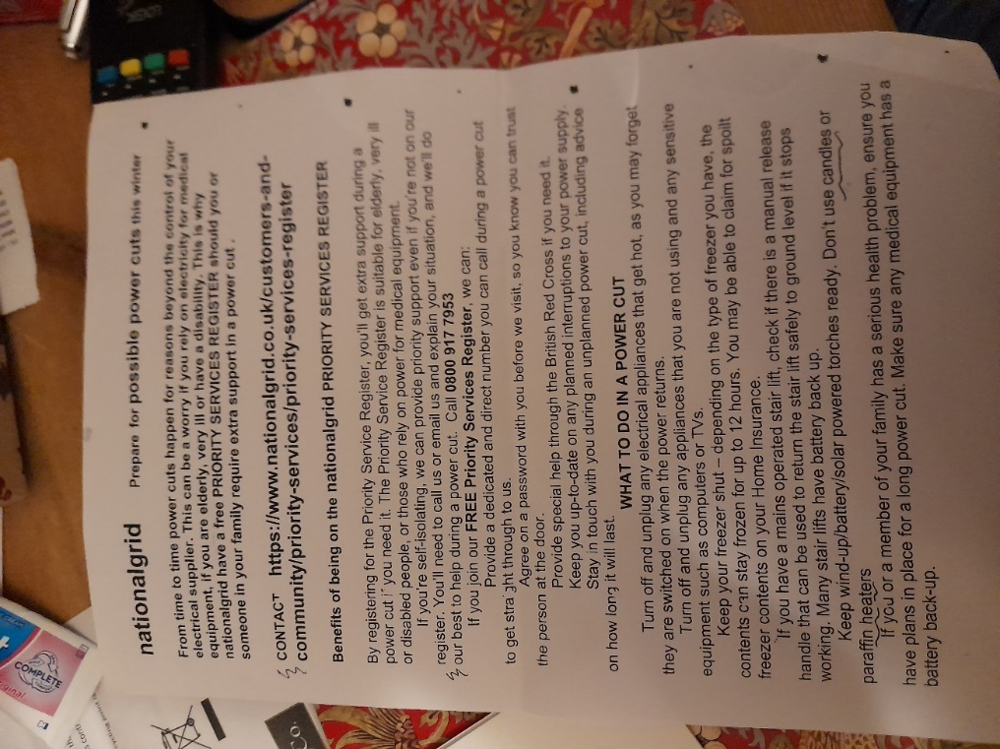 nationalgrid Prepare for possible power cuts this winter
From time to time power cuts happen for reasons beyond the control of your
electrical supplier. This can be a worry if you rely on electricity for medical
equipment, if you are elderly, very ill or have a disability. This is why
nationalgrid have a free PRIORITY SERVICES REGISTER should you or
someone in your family require extra support in a power cut .
CONTACT https://www.nationalgrid.co.uk/customers-and-
community/priority-services/priority-services-register
Benefits of being on the nationalgrid PRIORITY SERVICES REGISTER
By registering for the Priority Service Register, you'll get extra support during a
power cut if you need it. The Priority Service Register is suitable for elderly, very ill
or disabled people, or those who rely on power for medical equipment.
If you're self-isolating, we can provide priority support even if you're not on our
register. You'll need to call us or email us and explain your situation, and we'll do
our best to help during a power cut. Call 0800 917 7953
If you join our FREE Priority Services Register, we can:
Provide a dedicated and direct number you can call during a power cut
to get straight through to us.
Agree on a password with you before we visit, so you know you can trust
the person at the door.
Provide special help through the British Red Cross if you need it.
Keep you up-to-date on any planned interruptions to your power supply.
Stay in touch with you during an unplanned power cut, including advice
on how long it will last.
WHAT TO DO IN A POWER CUT
Turn off and unplug any electrical appliances that get hot, as you may forget
they are switched on when the power returns.
Turn off and unplug any appliances that you are not using and any sensitive
equipment such as computers or TVs.
Keep your freezer shut – depending on the type of freezer you have, the
contents can stay frozen for up to 12 hours. You may be able to claim for spoilt
freezer contents on your Home Insurance.
If you have a mains operated stair lift, check if there is a manual release
handle that can be used to return the stair lift safely to ground level if it stops
working. Many stair lifts have battery back up.
Keep wind-up/battery/solar powered torches ready. Don't use candles or
paraffin heaters
If you or a member of your family has a serious health problem, ensure you
have plans in place for a long power cut. Make sure any medical equipment has a
battery back-up.
COMPLETE
Co.